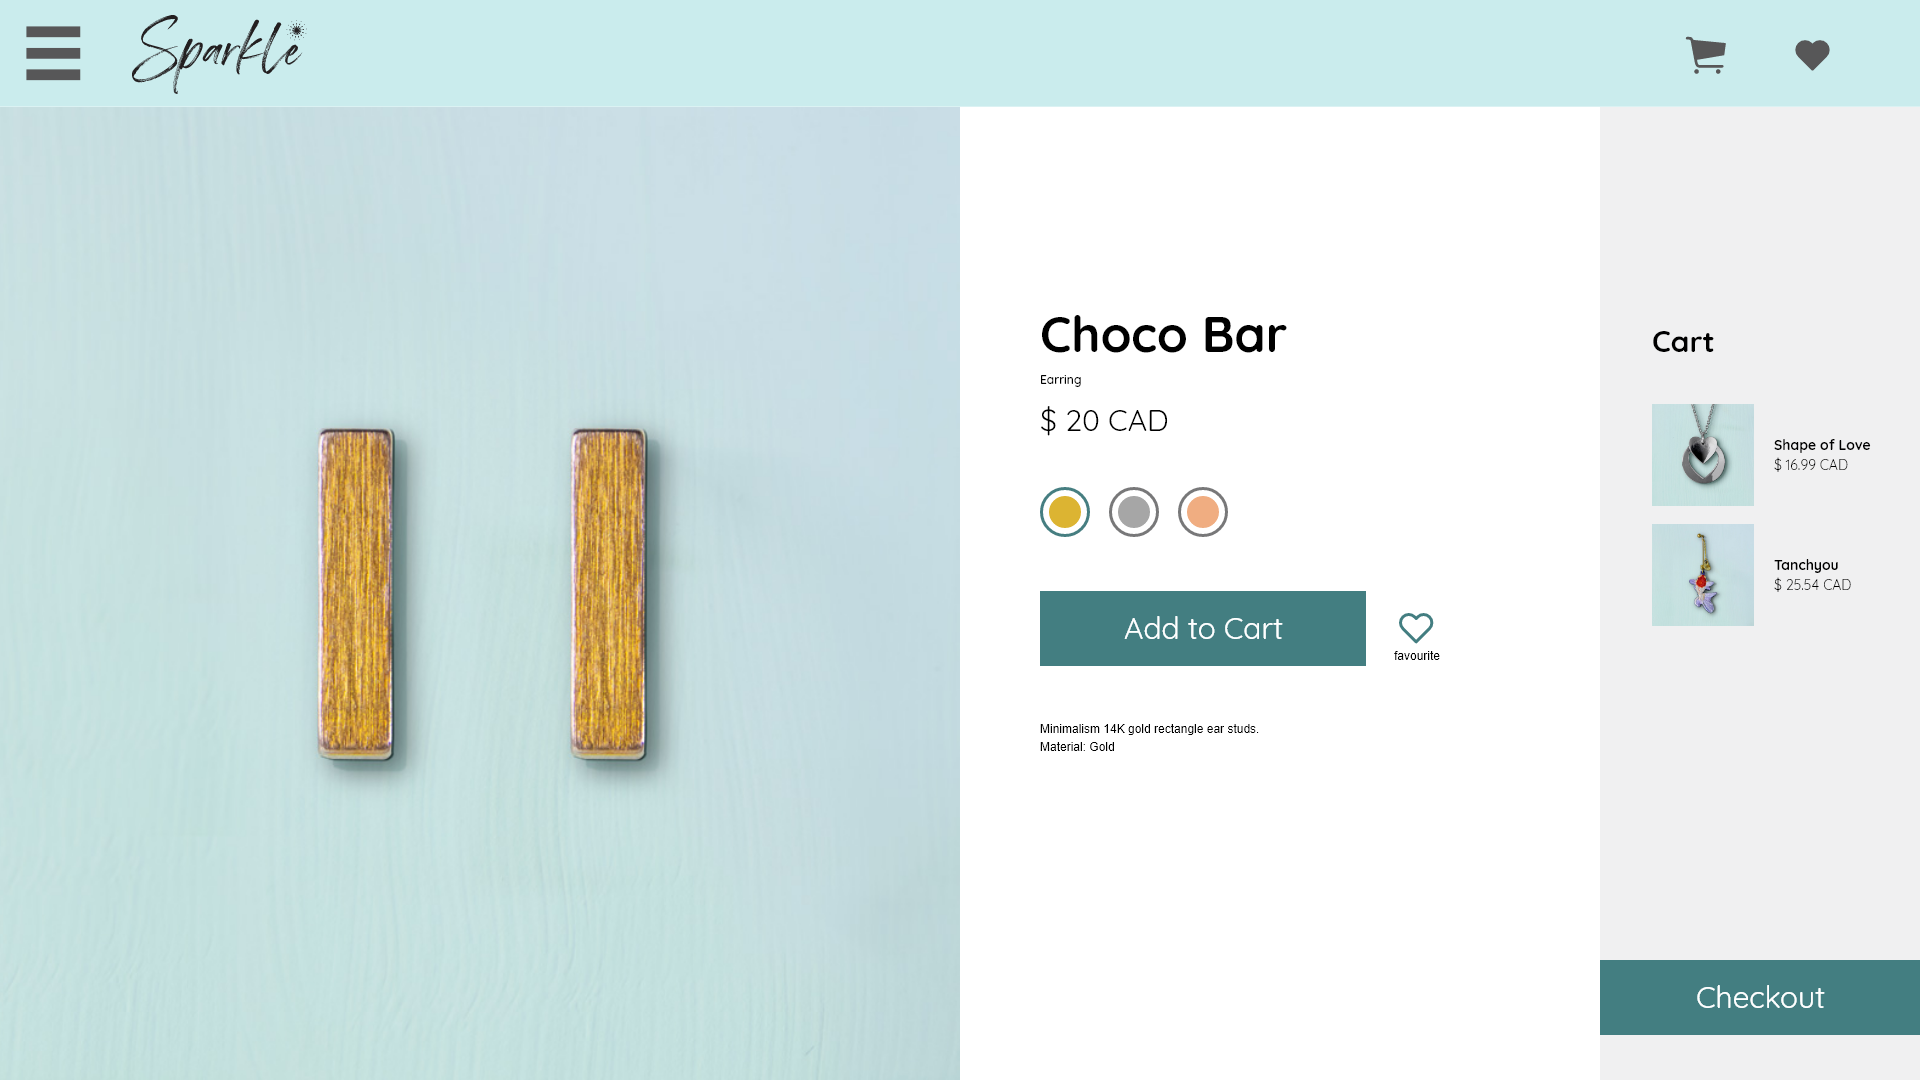 Sparkle
Choco Bar
Earring
$ 20 CAD
Add to Cart
favourite
Minimalism 14K gold rectangle ear studs.
Material: Gold
Cart
Shape of Love
$ 16.99 CAD
Tanchyou
$ 25.54 CAD
Checkout